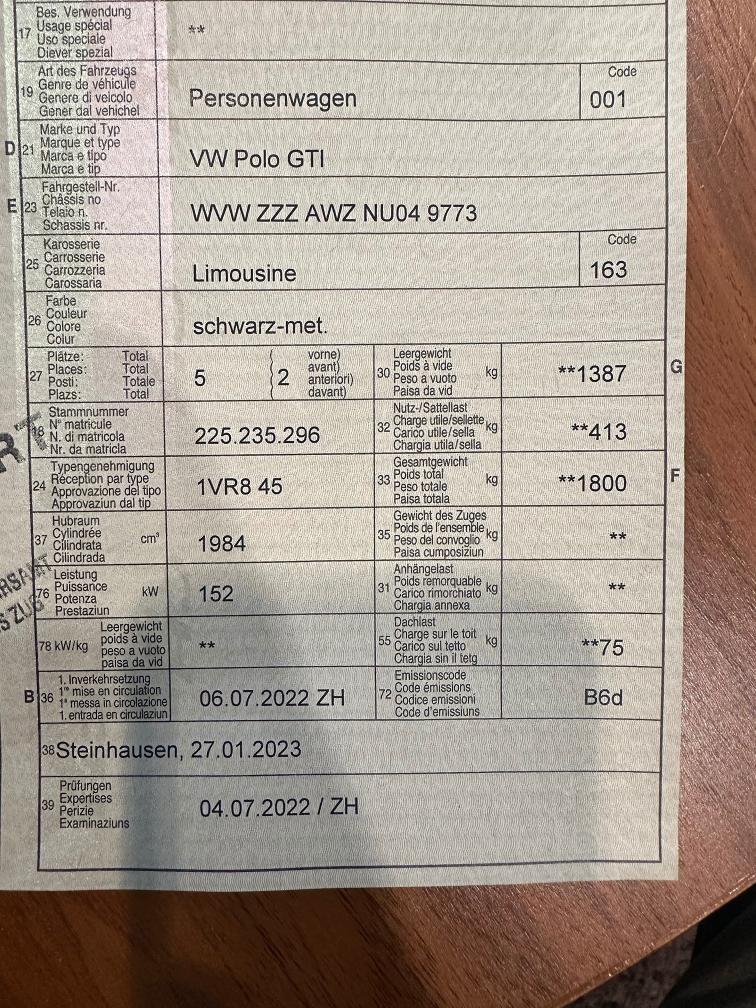 17 Bes. Verwendung
Usage spécial
Uso speciale
Diever spezial
**
19 Art des Fahrzeugs
Genre de véhicule
Genere di veicolo
Gener dal vehichel
Personenwagen
Code
001
D 21 Marke und Typ
Marque et type
Marca e tipo
Marca e tip
VW Polo GTI
E 23 Fahrgestell-Nr.
Châssis no
Telaio n.
Schassis nr.
WVW ZZZ AWZ NU04 9773
25 Karosserie
Carrosserie
Carrozzeria
Carossaria
Limousine
Code
163
26 Farbe
Couleur
Colore
Colur
schwarz-met.
27 Plätze: Total
Places: Total
Posti: Totale
Plazs: Total
5 ( 2 vorne)
avant)
anteriori)
davant)
30 Leergewicht
Poids à vide
Peso a vuoto
Paisa da vid
kg
**1387
G
18 Stammnummer
N° matricule
N. di matricola
Nr. da matricla
225.235.296
32 Nutz-/Sattellast
Charge utile/sellette
Carico utile/sella
Chargia utila/sella
kg
**413
24 Typengenehmigung
Réception par type
Approvazione del tipo
Approvaziun dal tip
1VR8 45
33 Gesamtgewicht
Poids total
Peso totale
Paisa totala
kg
**1800
F
37 Hubraum
Cylindrée
Cilindrata
Cilindrada
cm³
1984
35 Gewicht des Zuges
Poids de l'ensemble
Peso del convoglio
Paisa cumposiziun
kg
**
76 Leistung
Puissance
Potenza
Prestaziun
kW
152
31 Anhängelast
Poids remorquable
Carico rimorchiato
Chargia annexa
kg
**
78 kW/kg Leergewicht
poids à vide
peso a vuoto
paisa da vid
**
55 Dachlast
Charge sur le toit
Carico sul tetto
Chargia sin il tetg
kg
**75
B 36 1. Inverkehrsetzung
1re mise en circulation
1a messa in circolazione
1. entrada en circulaziun
06.07.2022 ZH
72 Emissionscode
Code émissions
Codice emissioni
Code d'emissiuns
B6d
38 Steinhausen, 27.01.2023
39 Prüfungen
Expertises
Perizie
Examinaziuns
04.07.2022 / ZH